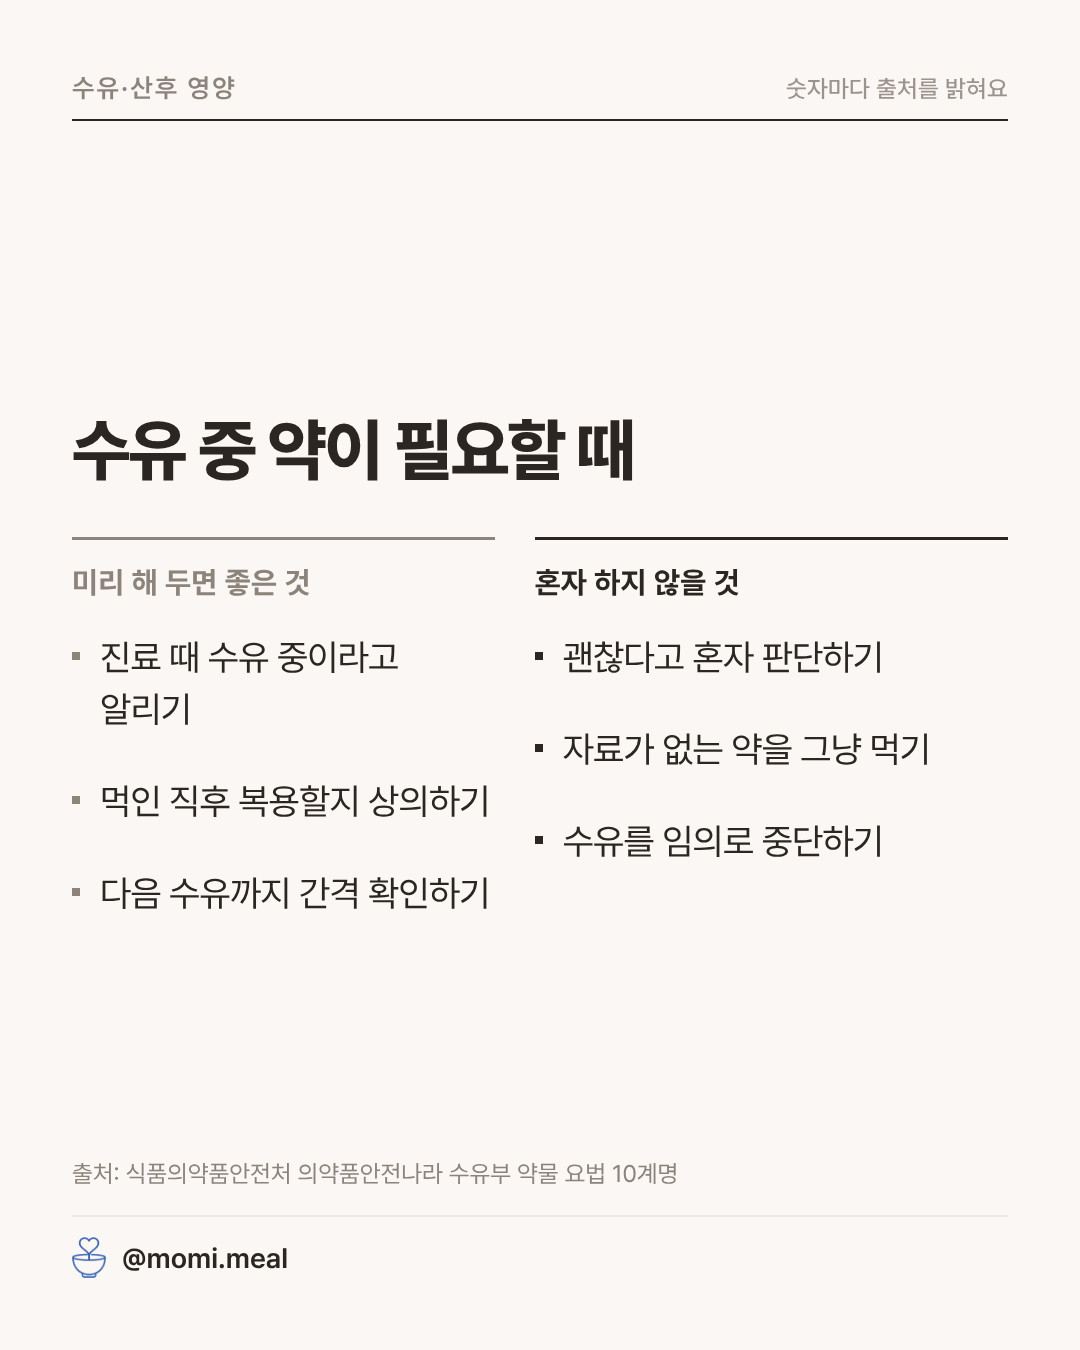 수유·산후 영양
숫자마다 출처를 밝혀요
수유 중 약이 필요할 때
미리 해 두면 좋은 것
진료 때 수유 중이라고
알리기
먹인 직후 복용할지 상의하기
다음 수유까지 간격 확인하기
혼자 하지 않을 것
괜찮다고 혼자 판단하기
자료가 없는 약을 그냥 먹기
수유를 임의로 중단하기
출처: 식품의약품안전처 의약품안전나라 수유부 약물 요법 10계명
@momi.meal